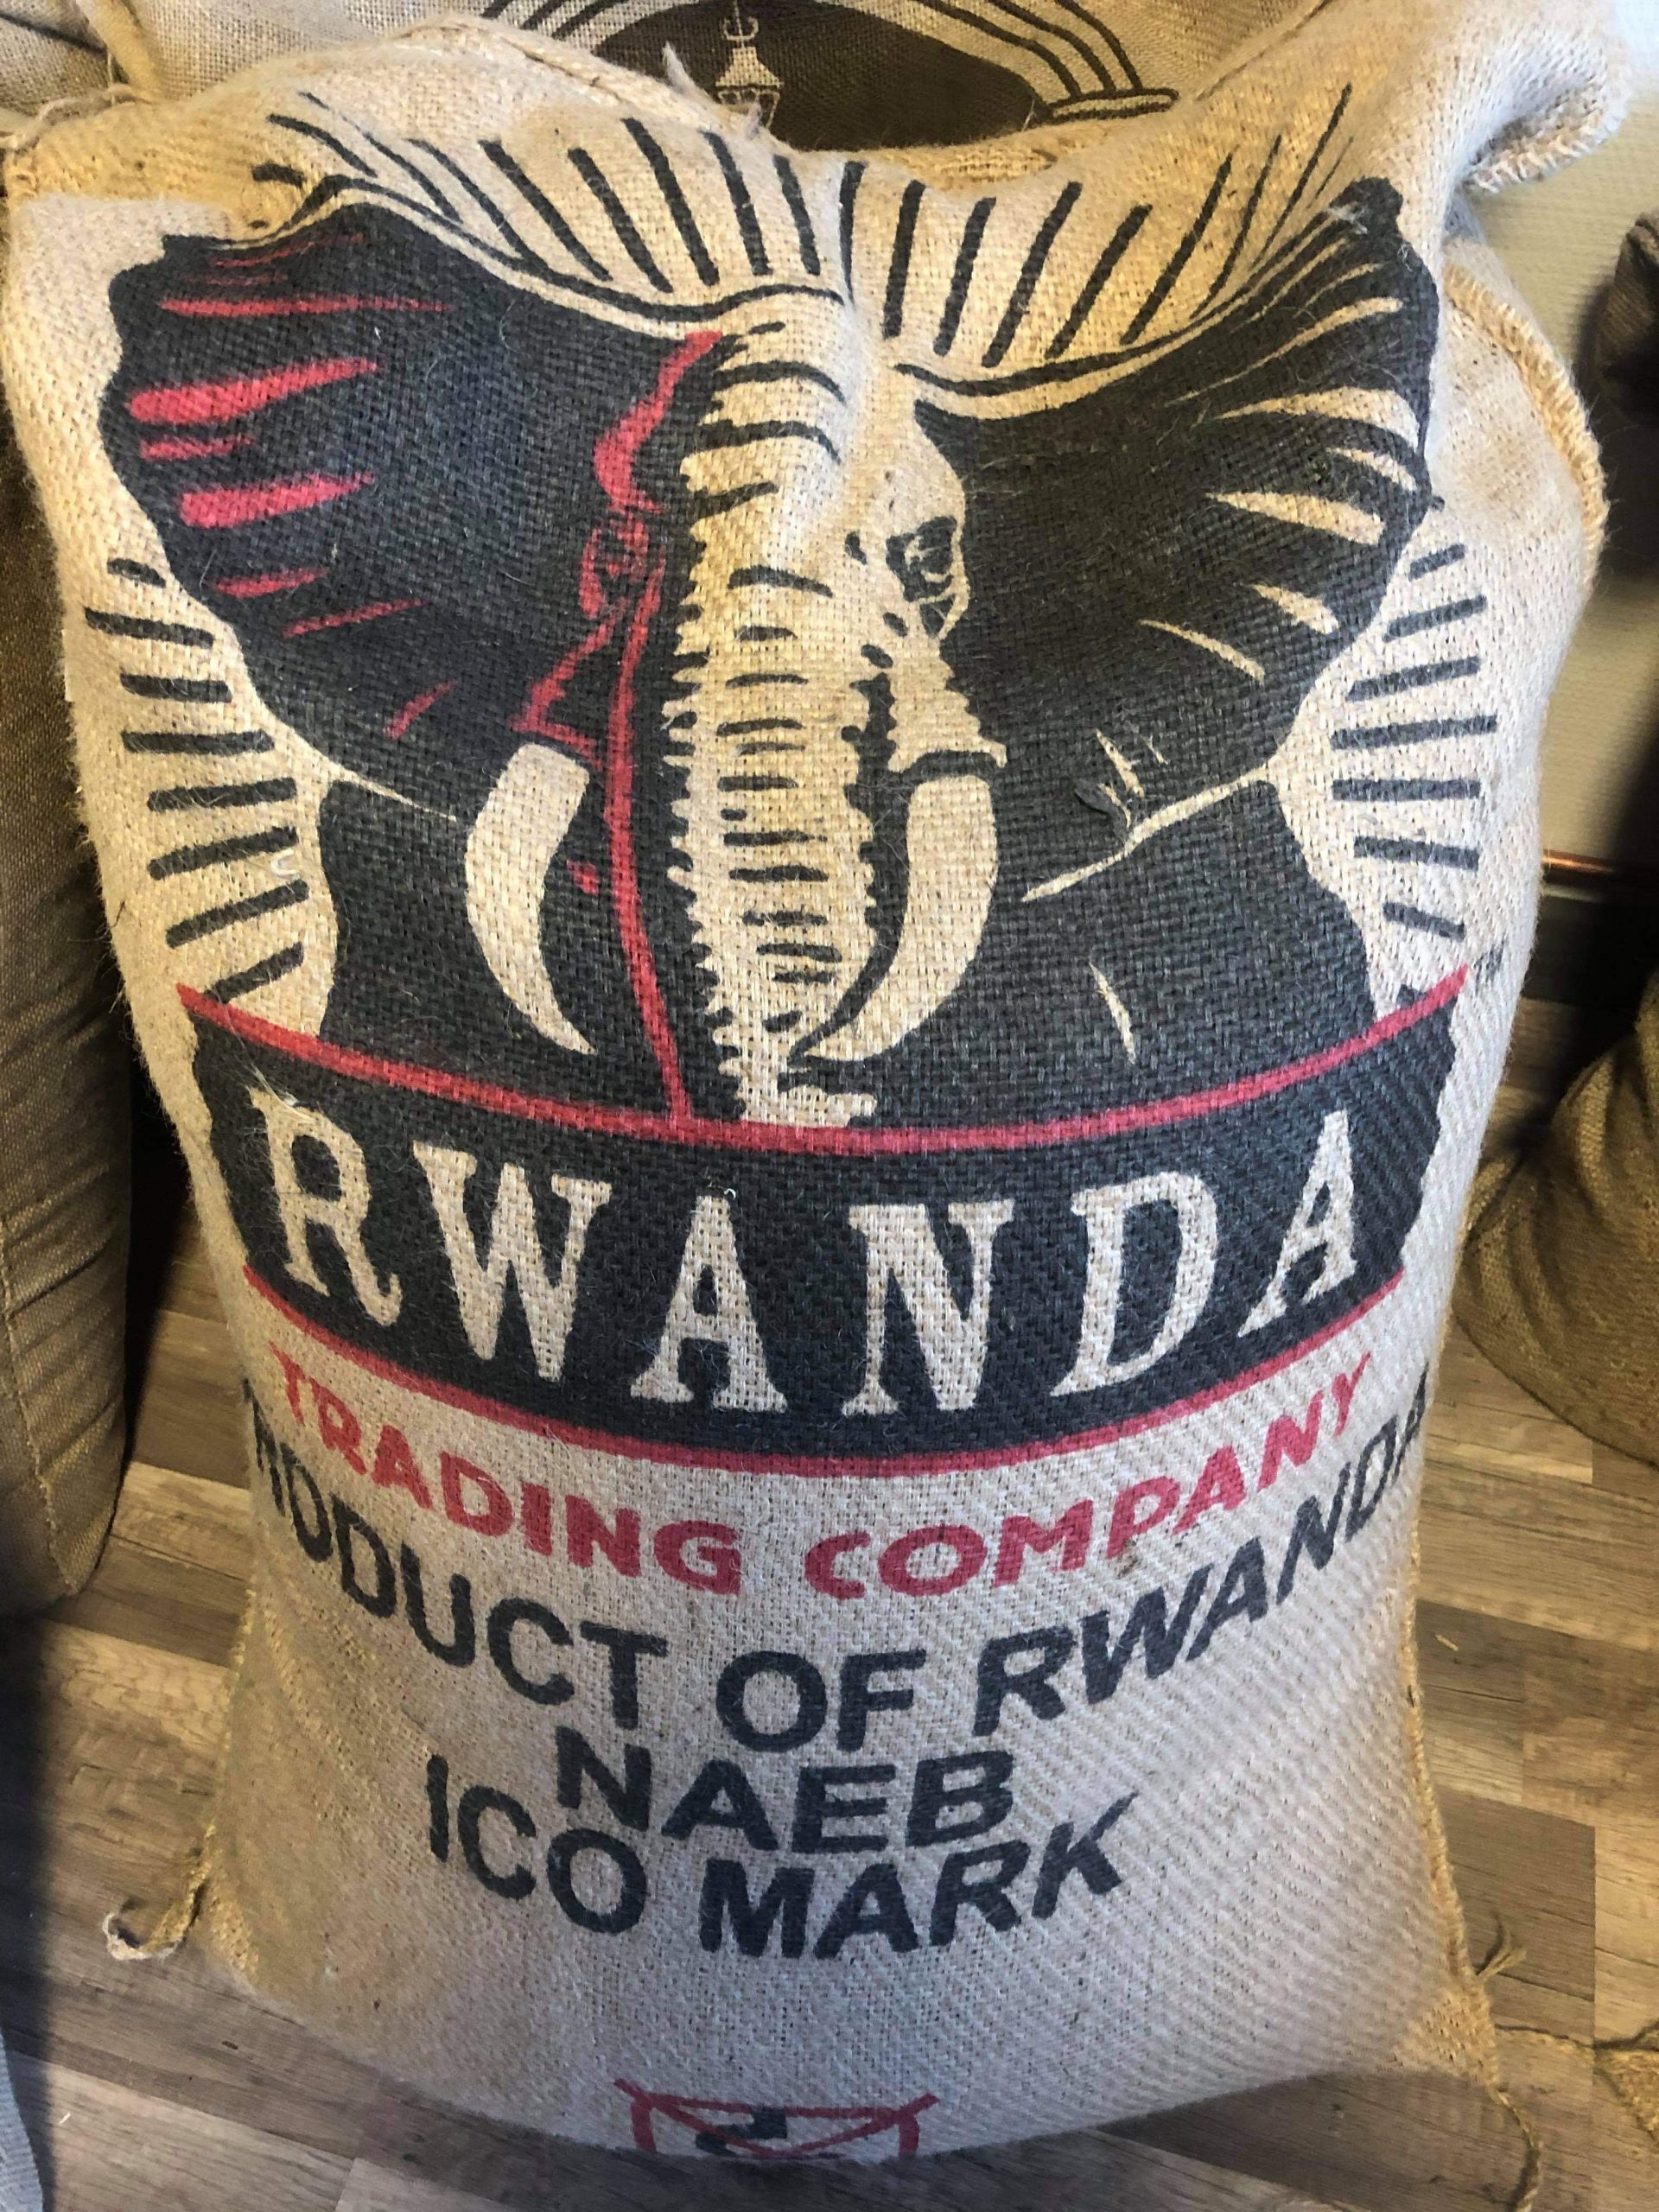 RWANDA
TRADING COMPANY
PRODUCT OF RWANDA
NAEB
ICO MARK